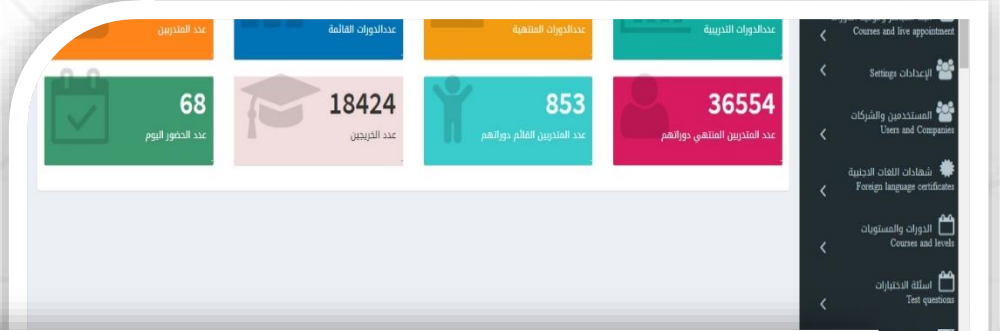 عددالدورات التدريبية
عددالدورات المنتهية
عددالدورات القائمة
عدد المتدربين
36554
عدد المتدربين المنتهي دوراتهم
853
عدد المتدربين القائم دوراتهم
18424
عدد الخريجين
68
عدد الحضور اليوم
Courses and live appointment
الإعدادات Settings
المستخدمين والشركات
Users and Companies
شهادات اللغات الاجنبية
Foreign language certificates
الدورات والمستويات
Courses and levels
اسئلة الاختبارات
Test questions